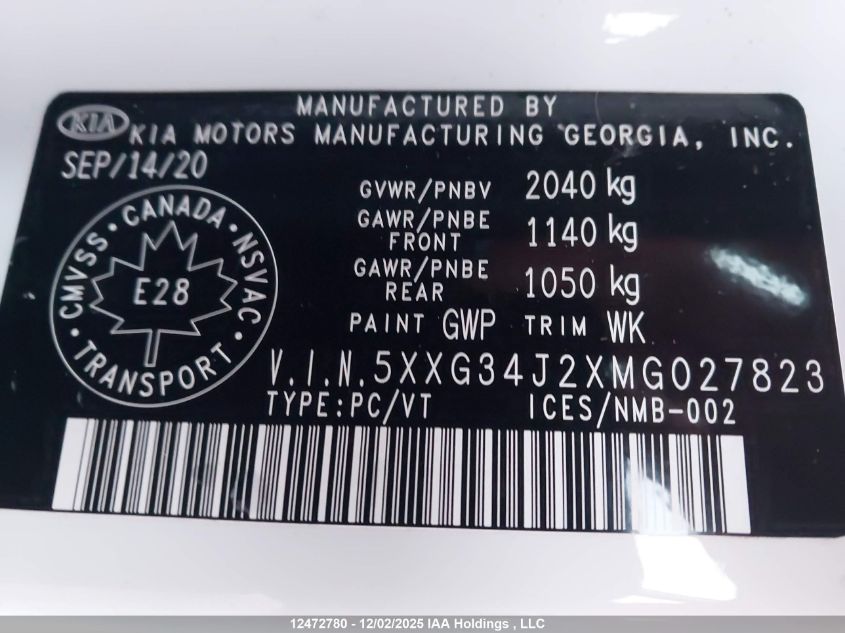 MANUFACTURED BY
KIA KIA MOTORS MANUFACTURING GEORGIA, INC.
SEP/14/20
GVWR/PNBV 2040 kg
GAWR/PNBE FRONT 1140 kg
GAWR/PNBE REAR 1050 kg
PAINT GWP TRIM WK
CMVSS • CANADA • NSVAC • TRANSPORT •
E28
V.I.N.5XXG34J2XMG027823
TYPE:PC/VT ICES/NMB-002
12472780 - 12/02/2025 IAA Holdings , LLC